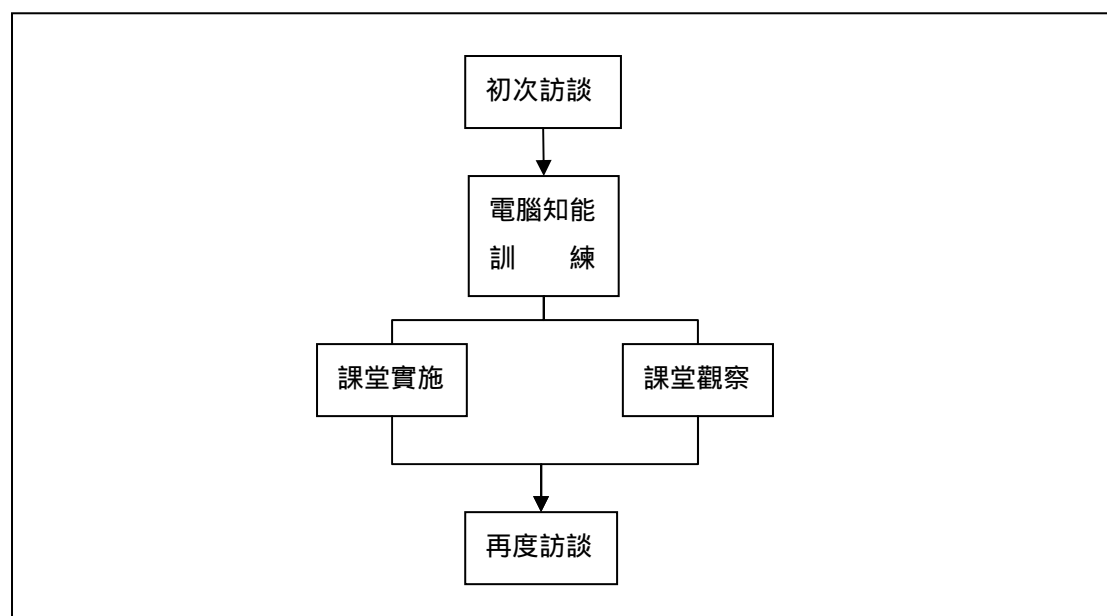 初次訪談
電腦知能
訓　　練
課堂實施
課堂觀察
再度訪談